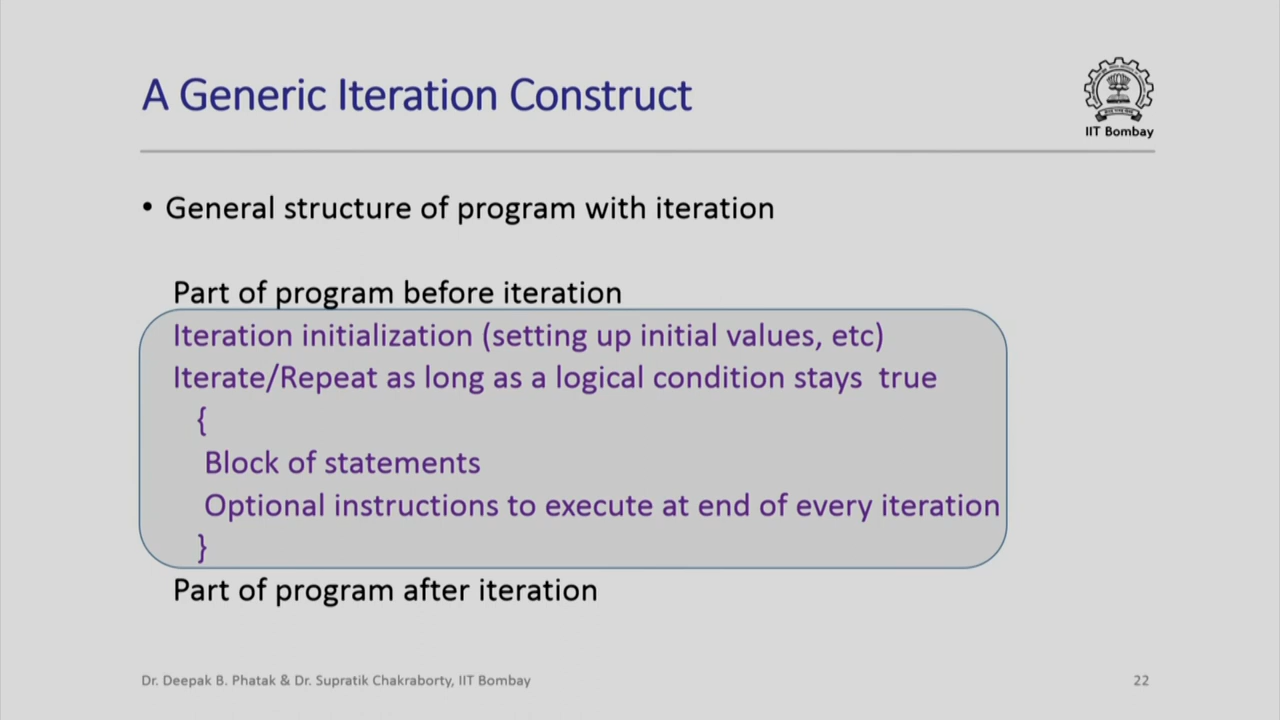 A Generic Iteration Construct
IIT Bombay
• General structure of program with iteration
Part of program before iteration
Iteration initialization (setting up initial values, etc)
Iterate/Repeat as long as a logical condition stays true
{
Block of statements
Optional instructions to execute at end of every iteration
}
Part of program after iteration
Dr. Deepak B. Phatak & Dr. Supratik Chakraborty, IIT Bombay
22